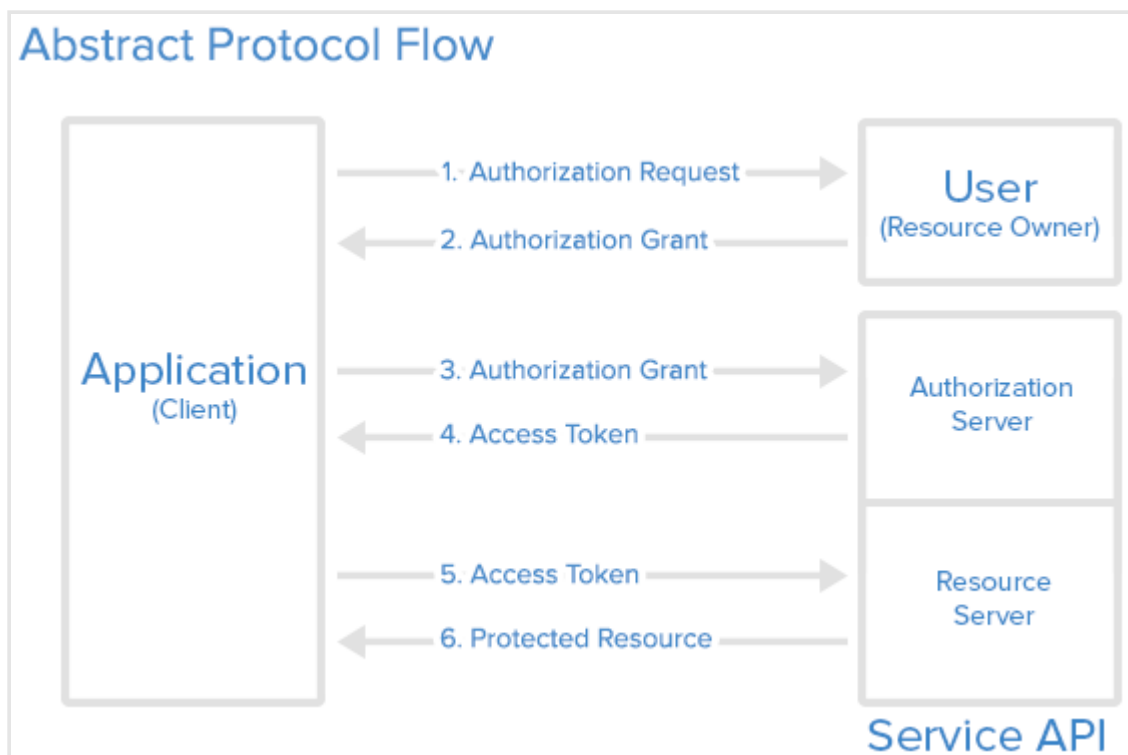 Abstract Protocol Flow
1. Authorization Request
User
(Resource Owner)
2. Authorization Grant
Application
(Client)
3. Authorization Grant
Authorization
Server
4. Access Token
5. Access Token
Resource
Server
6. Protected Resource
Service API